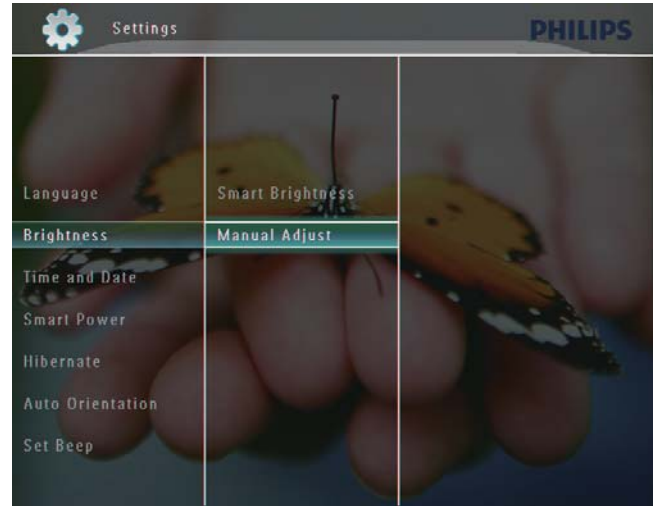 Settings
PHILIPS
Language
Smart Brightness
Brightness
Manual Adjust
Time and Date
Smart Power
Hibernate
Auto Orientation
Set Beep